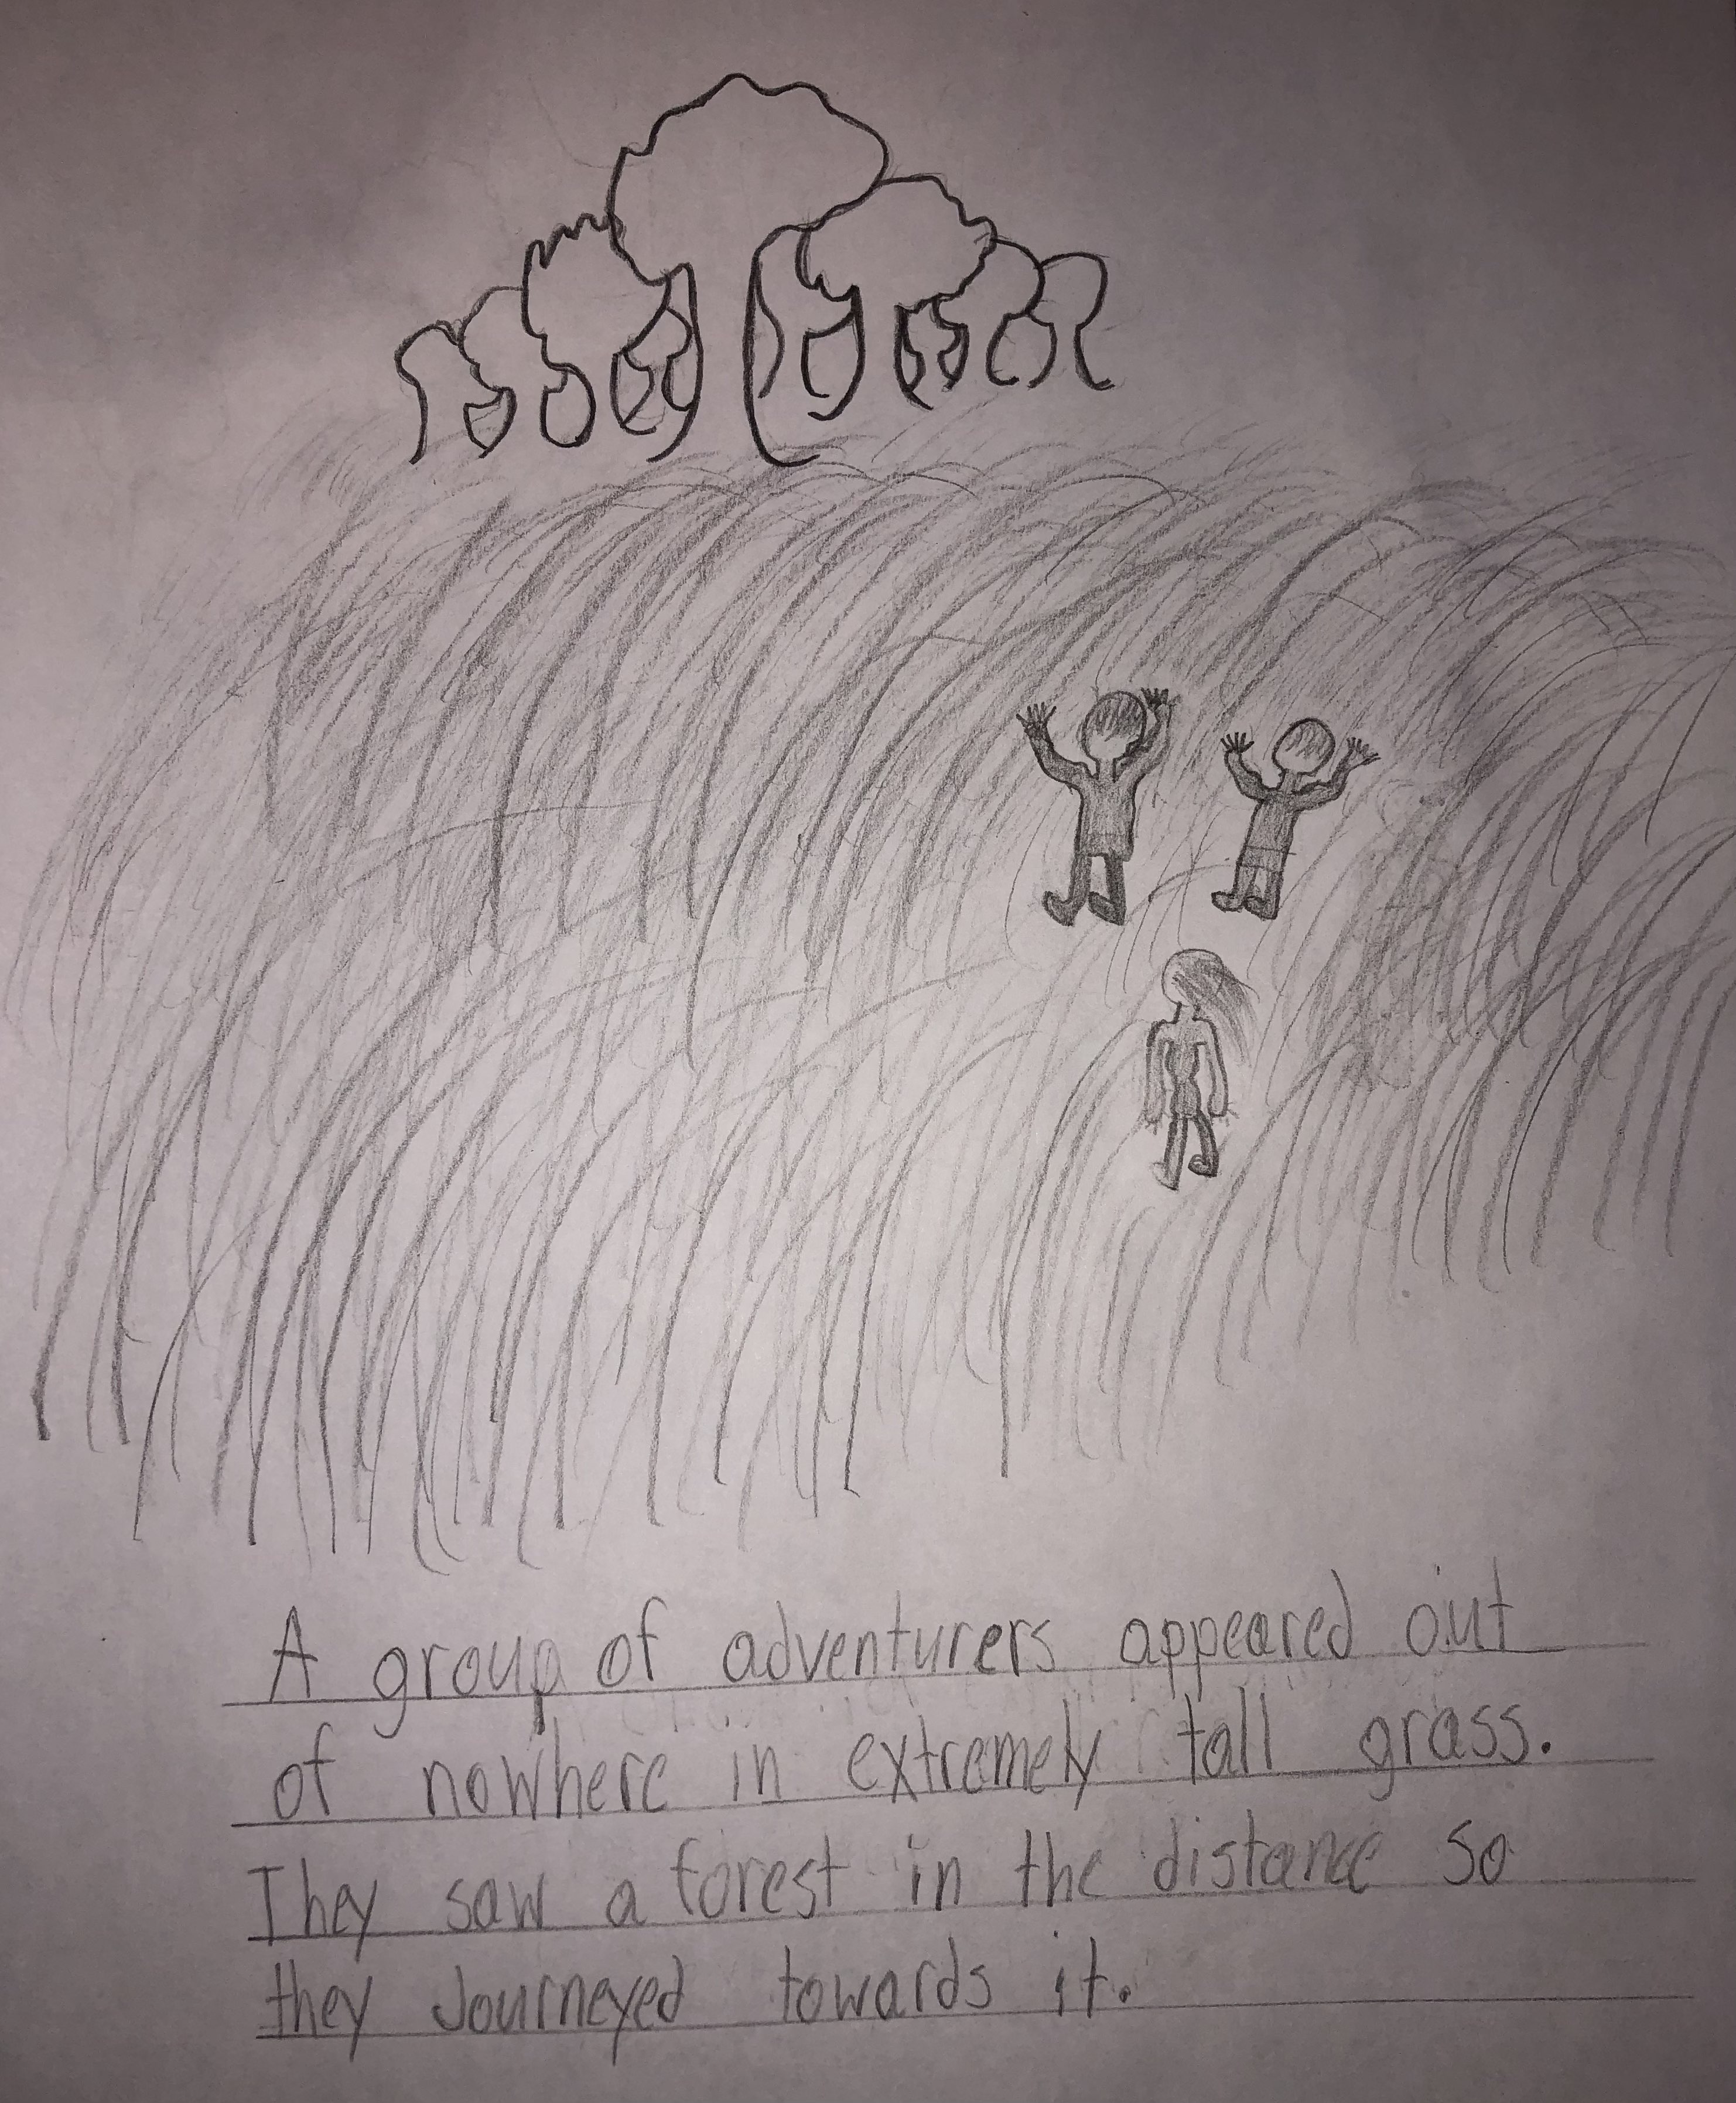 A group of adventurers appeared out
of nowhere in extremely tall grass.
They saw a forest in the distance so
they Journeyed towards it.